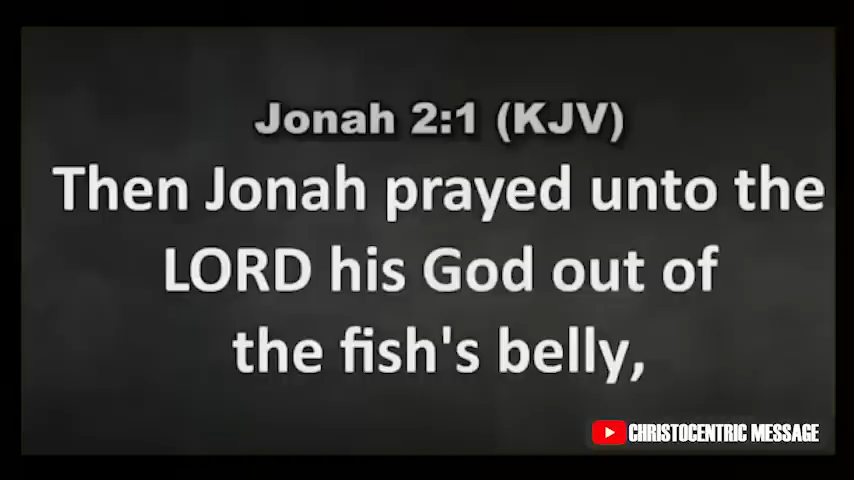 Jonah 2:1 (KJV)
Then Jonah prayed unto the
LORD his God out of
the fish's belly,
CHRISTOCENTRIC MESSAGE